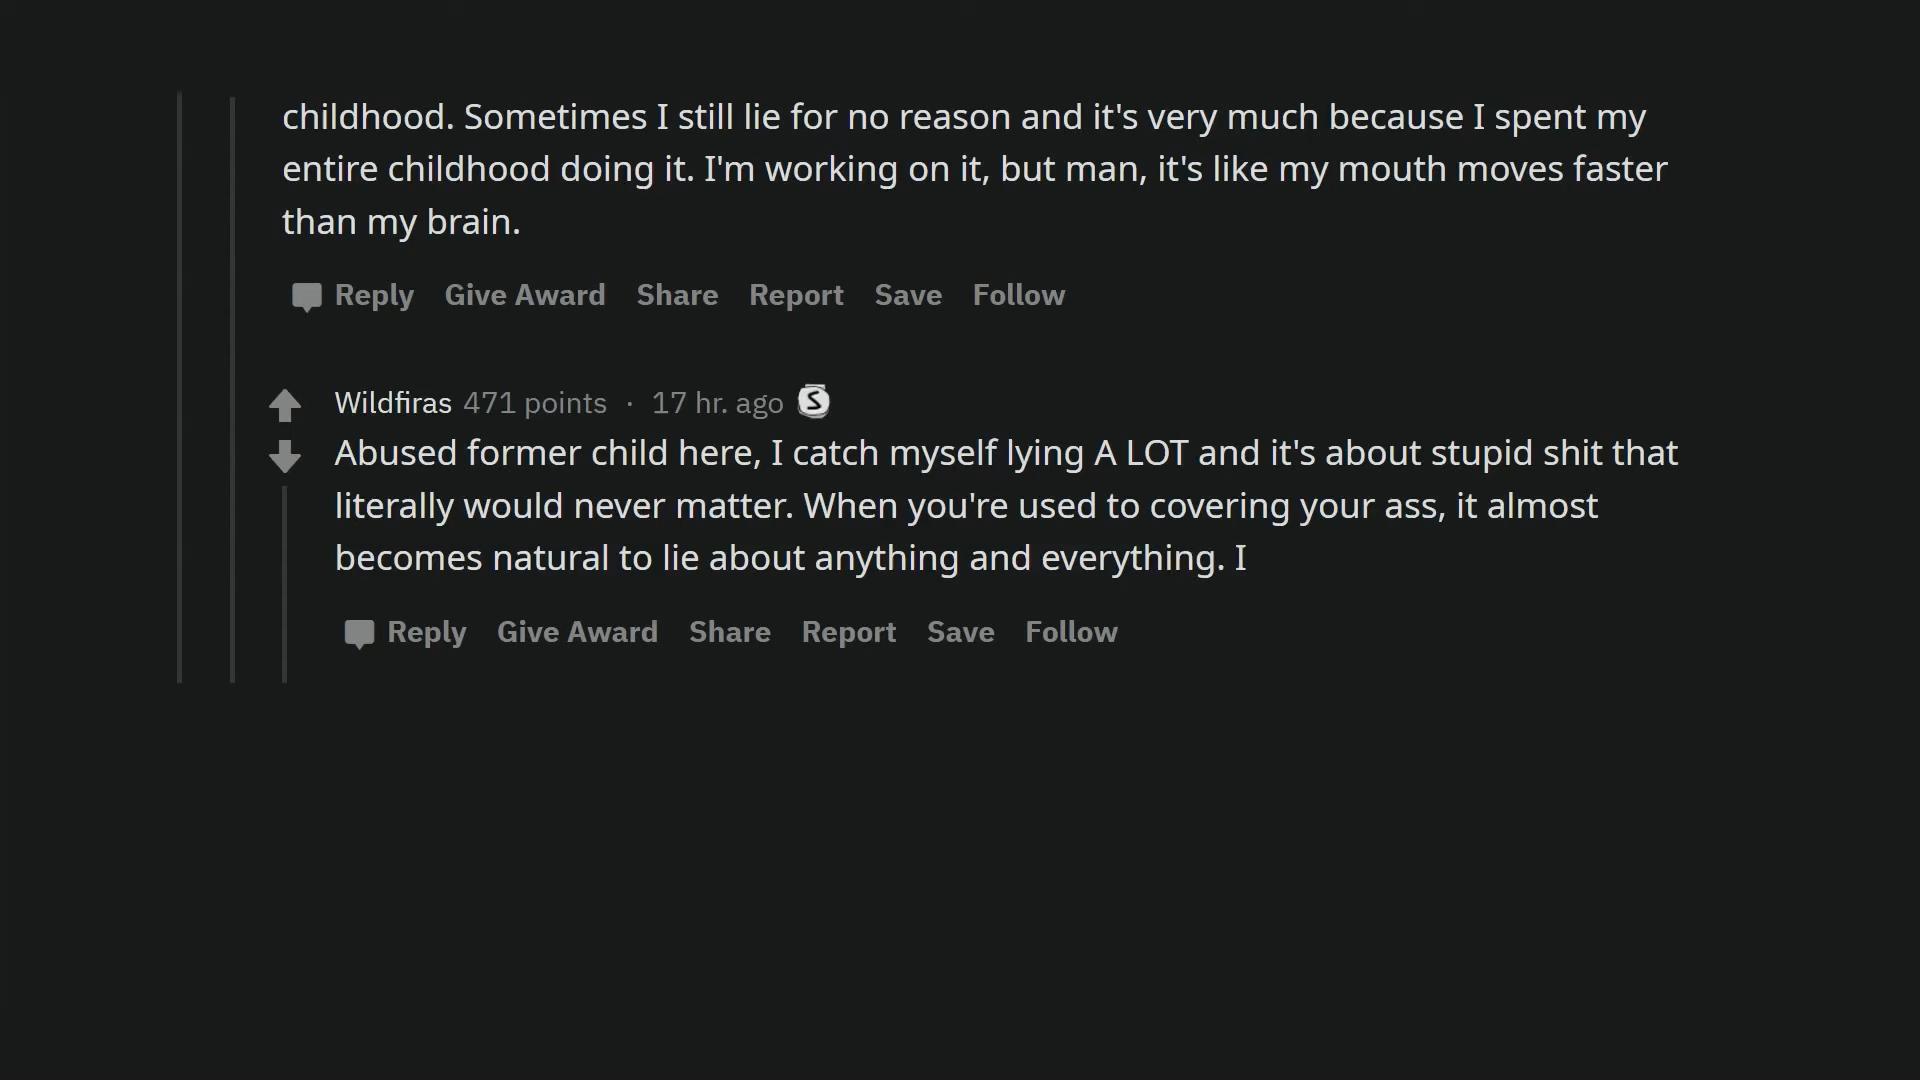 childhood. Sometimes I still lie for no reason and it's very much because I spent my
entire childhood doing it. I'm working on it, but man, it's like my mouth moves faster
than my brain.
Reply Give Award Share Report Save Follow
Wildfiras 471 points · 17 hr. ago S
Abused former child here, I catch myself lying A LOT and it's about stupid shit that
literally would never matter. When you're used to covering your ass, it almost
becomes natural to lie about anything and everything. I
Reply Give Award Share Report Save Follow